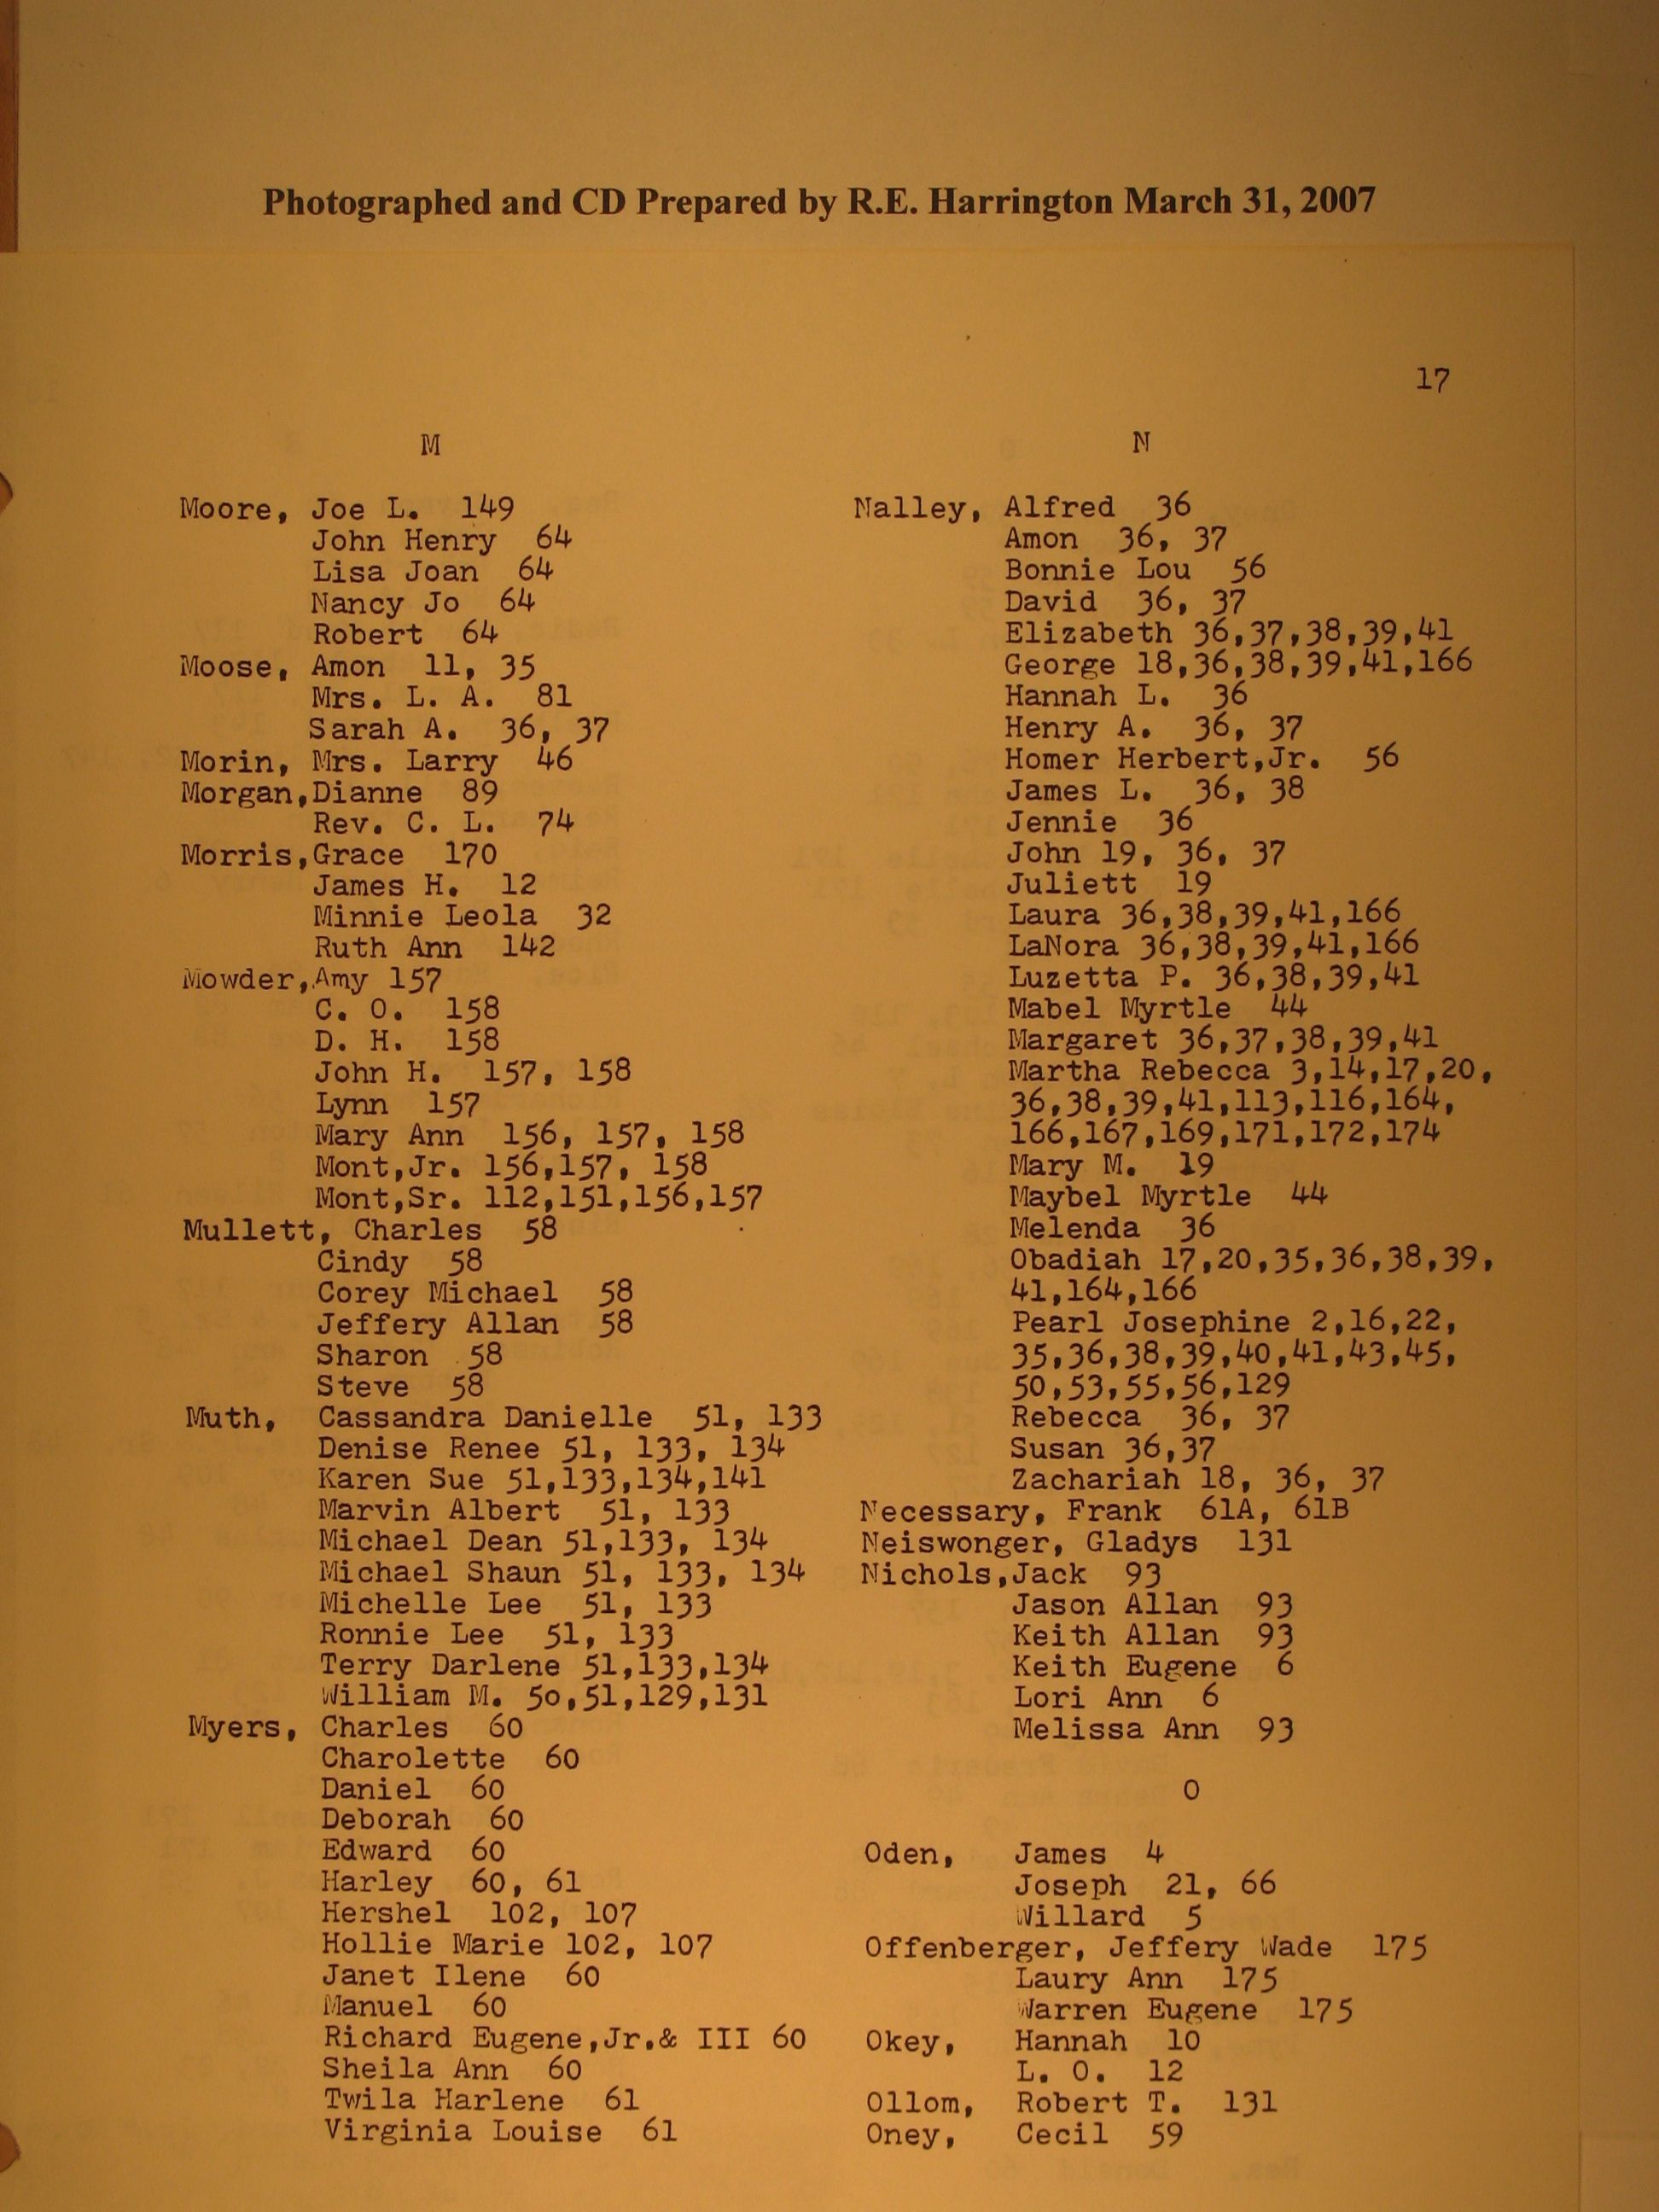 Photographed and CD Prepared by R.E. Harrington March 31, 2007
17
M
Moore, Joe L. 149
John Henry 64
Lisa Joan 64
Nancy Jo 64
Robert 64
Moose, Amon 11, 35
Mrs. L. A. 81
Sarah A. 36, 37
Morin, Mrs. Larry 46
Morgan,Dianne 89
Rev. C. L. 74
Morris,Grace 170
James H. 12
Minnie Leola 32
Ruth Ann 142
Mowder,Amy 157
C. O. 158
D. H. 158
John H. 157, 158
Lynn 157
Mary Ann 156, 157, 158
Mont,Jr. 156,157, 158
Mont,Sr. 112,151,156,157
Mullett, Charles 58
Cindy 58
Corey Michael 58
Jeffery Allan 58
Sharon 58
Steve 58
Muth, Cassandra Danielle 51, 133
Denise Renee 51, 133, 134
Karen Sue 51,133,134,141
Marvin Albert 51, 133
Michael Dean 51,133, 134
Michael Shaun 51, 133, 134
Michelle Lee 51, 133
Ronnie Lee 51, 133
Terry Darlene 51,133,134
William M. 50,51,129,131
Myers, Charles 60
Charolette 60
Daniel 60
Deborah 60
Edward 60
Harley 60, 61
Hershel 102, 107
Hollie Marie 102, 107
Janet Ilene 60
Manuel 60
Richard Eugene,Jr.& III 60
Sheila Ann 60
Twila Harlene 61
Virginia Louise 61
N
Nalley, Alfred 36
Amon 36, 37
Bonnie Lou 56
David 36, 37
Elizabeth 36,37,38,39,41
George 18,36,38,39,41,166
Hannah L. 36
Henry A. 36, 37
Homer Herbert,Jr. 56
James L. 36, 38
Jennie 36
John 19, 36, 37
Juliett 19
Laura 36,38,39,41,166
LaNora 36,38,39,41,166
Luzetta P. 36,38,39,41
Mabel Myrtle 44
Margaret 36,37,38,39,41
Martha Rebecca 3,14,17,20,
36,38,39,41,113,116,164,
166,167,169,171,172,174
Mary M. 19
Maybel Myrtle 44
Melenda 36
Obadiah 17,20,35,36,38,39,
41,164,166
Pearl Josephine 2,16,22,
35,36,38,39,40,41,43,45,
50,53,55,56,129
Rebecca 36, 37
Susan 36,37
Zachariah 18, 36, 37
Necessary, Frank 61A, 61B
Neiswonger, Gladys 131
Nichols,Jack 93
Jason Allan 93
Keith Allan 93
Keith Eugene 6
Lori Ann 6
Melissa Ann 93
O
Oden, James 4
Joseph 21, 66
Willard 5
Offenberger, Jeffery Wade 175
Laury Ann 175
Warren Eugene 175
Okey, Hannah 10
L. O. 12
Ollom, Robert T. 131
Oney, Cecil 59